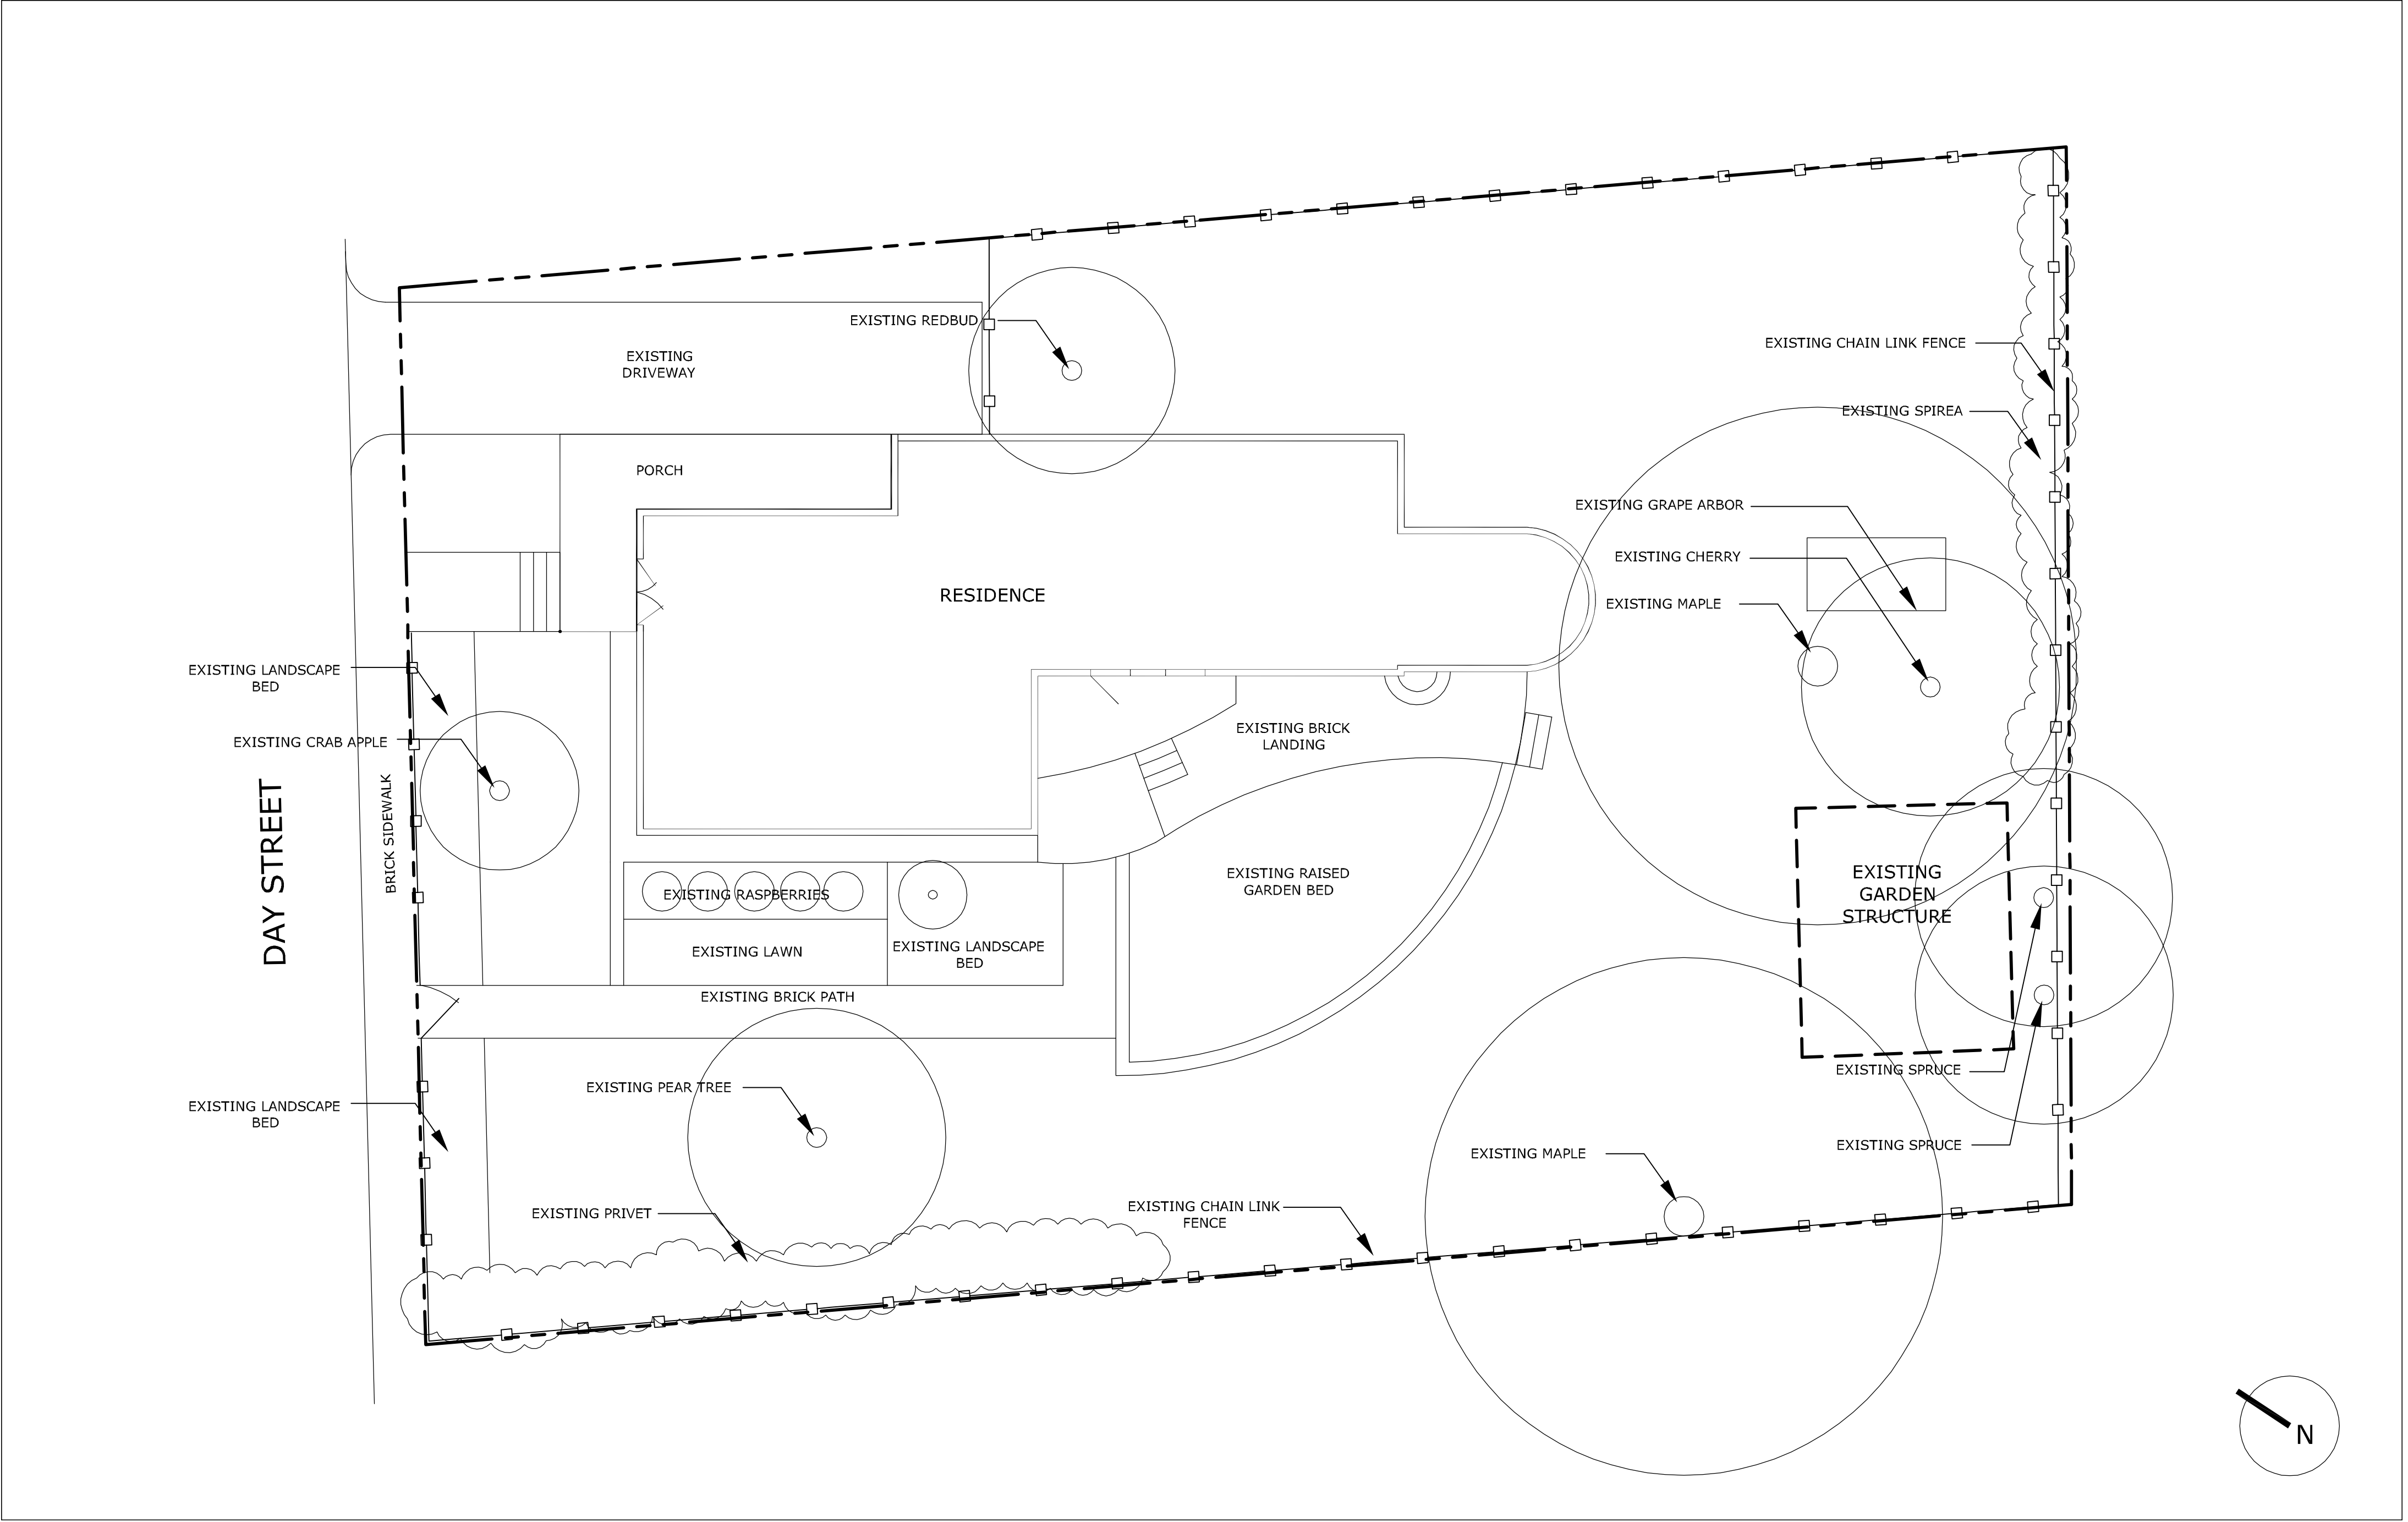 EXISTING REDBUD
EXISTING
DRIVEWAY
EXISTING CHAIN LINK FENCE
EXISTING SPIREA
PORCH
EXISTING GRAPE ARBOR
EXISTING CHERRY
RESIDENCE
EXISTING MAPLE
EXISTING LANDSCAPE
BED
EXISTING CRAB APPLE
EXISTING BRICK
LANDING
DAY STREET
BRICK SIDEWALK
EXISTING RAISED
GARDEN BED
EXISTING
GARDEN
STRUCTURE
EXISTING RASPBERRIES
EXISTING LAWN
EXISTING LANDSCAPE
BED
EXISTING BRICK PATH
EXISTING SPRUCE
EXISTING PEAR TREE
EXISTING LANDSCAPE
BED
EXISTING SPRUCE
EXISTING MAPLE
EXISTING PRIVET
EXISTING CHAIN LINK
FENCE
N